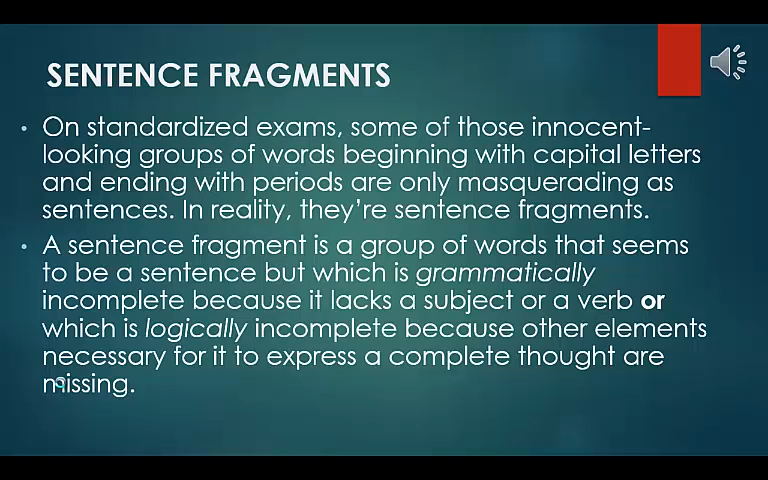 SENTENCE FRAGMENTS
• On standardized exams, some of those innocent-
looking groups of words beginning with capital letters
and ending with periods are only masquerading as
sentences. In reality, they’re sentence fragments.
• A sentence fragment is a group of words that seems
to be a sentence but which is grammatically
incomplete because it lacks a subject or a verb or
which is logically incomplete because other elements
necessary for it to express a complete thought are
missing.